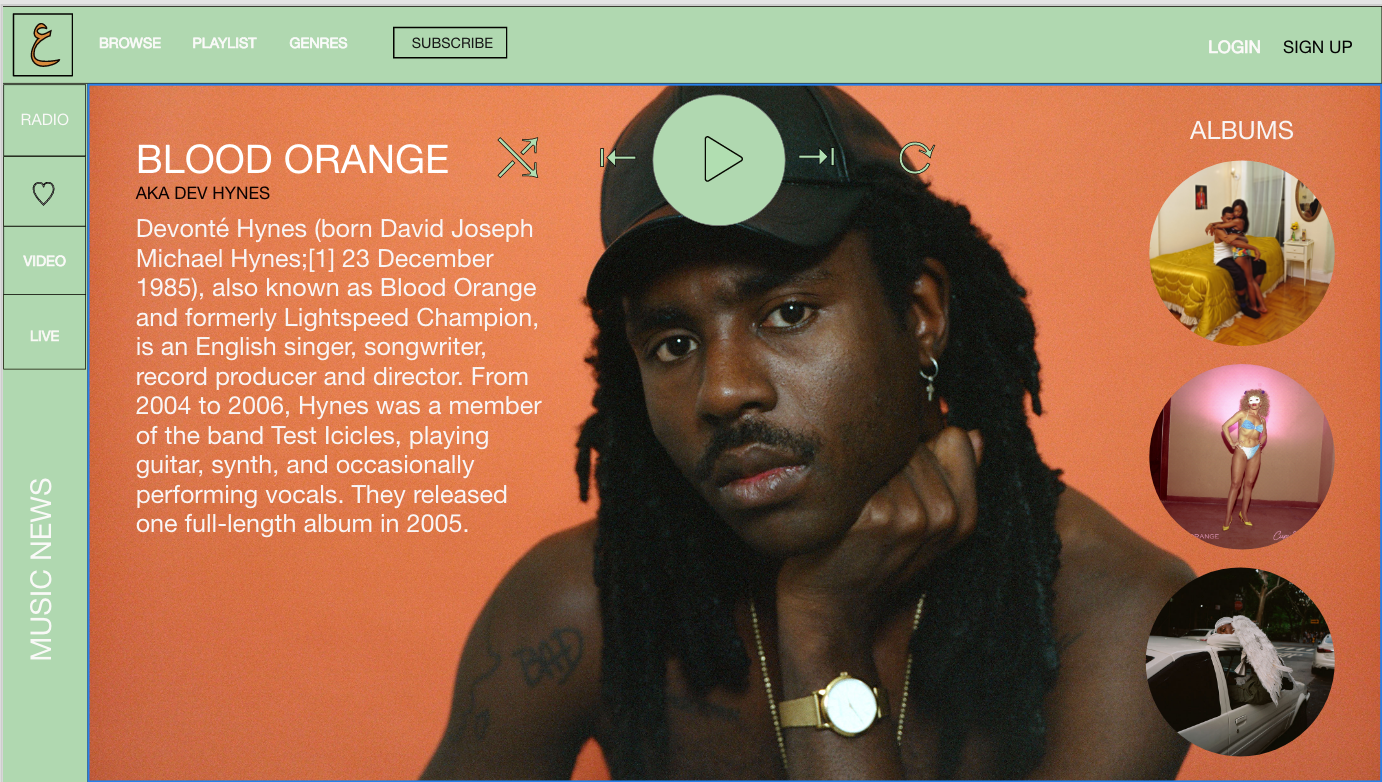 ع
BROWSE
PLAYLIST
GENRES
SUBSCRIBE
LOGIN
SIGN UP
RADIO
VIDEO
LIVE
MUSIC NEWS
BLOOD ORANGE
AKA DEV HYNES
Devonté Hynes (born David Joseph
Michael Hynes;[1] 23 December
1985), also known as Blood Orange
and formerly Lightspeed Champion,
is an English singer, songwriter,
record producer and director. From
2004 to 2006, Hynes was a member
of the band Test Icicles, playing
guitar, synth, and occasionally
performing vocals. They released
one full-length album in 2005.
BAD
ALBUMS
RANGE